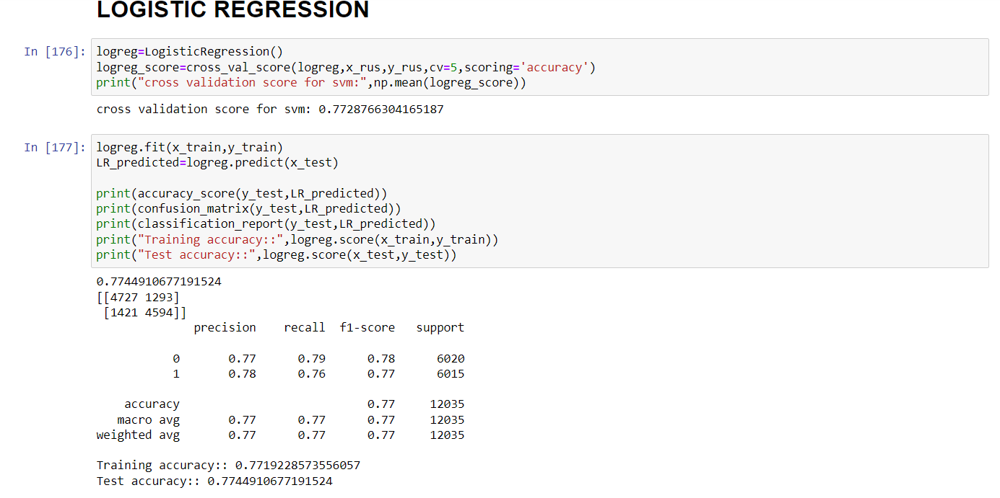 LOGISTIC REGRESSION
In [176]: logreg=LogisticRegression()
logreg_score=cross_val_score(logreg,x_rus,y_rus,cv=5,scoring='accuracy')
print("cross validation score for svm:",np.mean(logreg_score))
cross validation score for svm: 0.7728766304165187
In [177]: logreg.fit(x_train,y_train)
LR_predicted=logreg.predict(x_test)
print(accuracy_score(y_test,LR_predicted))
print(confusion_matrix(y_test,LR_predicted))
print(classification_report(y_test,LR_predicted))
print("Training accuracy::",logreg.score(x_train,y_train))
print("Test accuracy::",logreg.score(x_test,y_test))
0.7744910677191524
[[4727 1293]
[1421 4594]]
precision recall f1-score support
0 0.77 0.79 0.78 6020
1 0.78 0.76 0.77 6015
accuracy 0.77 12035
macro avg 0.77 0.77 0.77 12035
weighted avg 0.77 0.77 0.77 12035
Training accuracy:: 0.7719228573556057
Test accuracy:: 0.7744910677191524